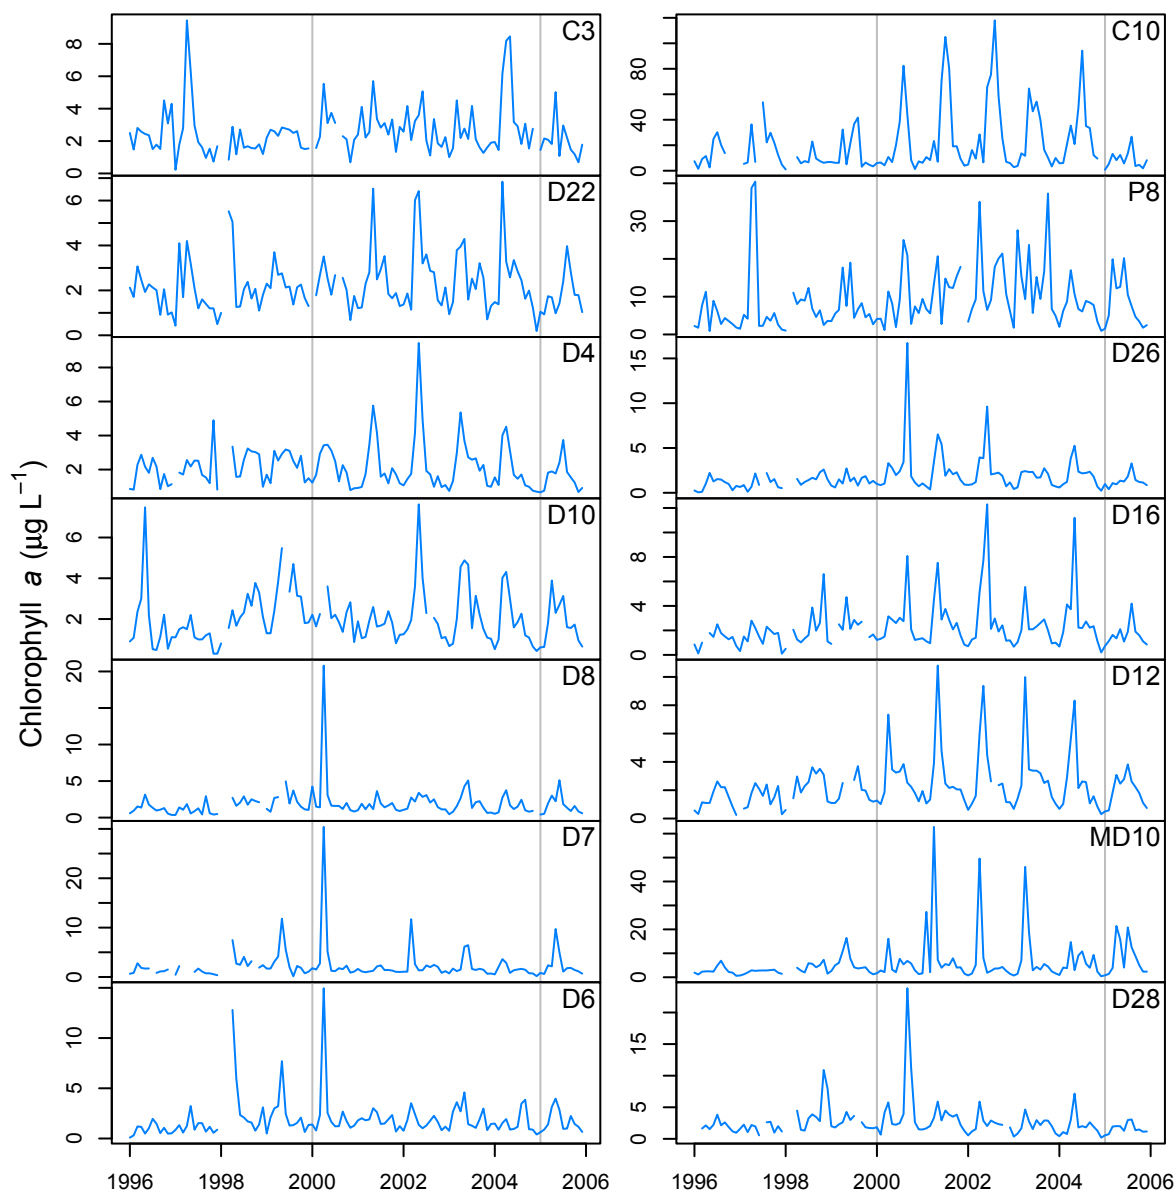 Chlorophyll a (µg L⁻¹)
C3
0 2 4 6 8
D22
0 2 4 6
D4
2 4 6 8
D10
2 4 6
D8
0 5 10 20
D7
0 10 20
D6
0 5 10
1996 1998 2000 2002 2004 2006
C10
0 40 80
P8
0 10 30
D26
0 5 10 15
D16
0 4 8
D12
0 4 8
MD10
0 20 40
D28
0 5 15
1996 1998 2000 2002 2004 2006